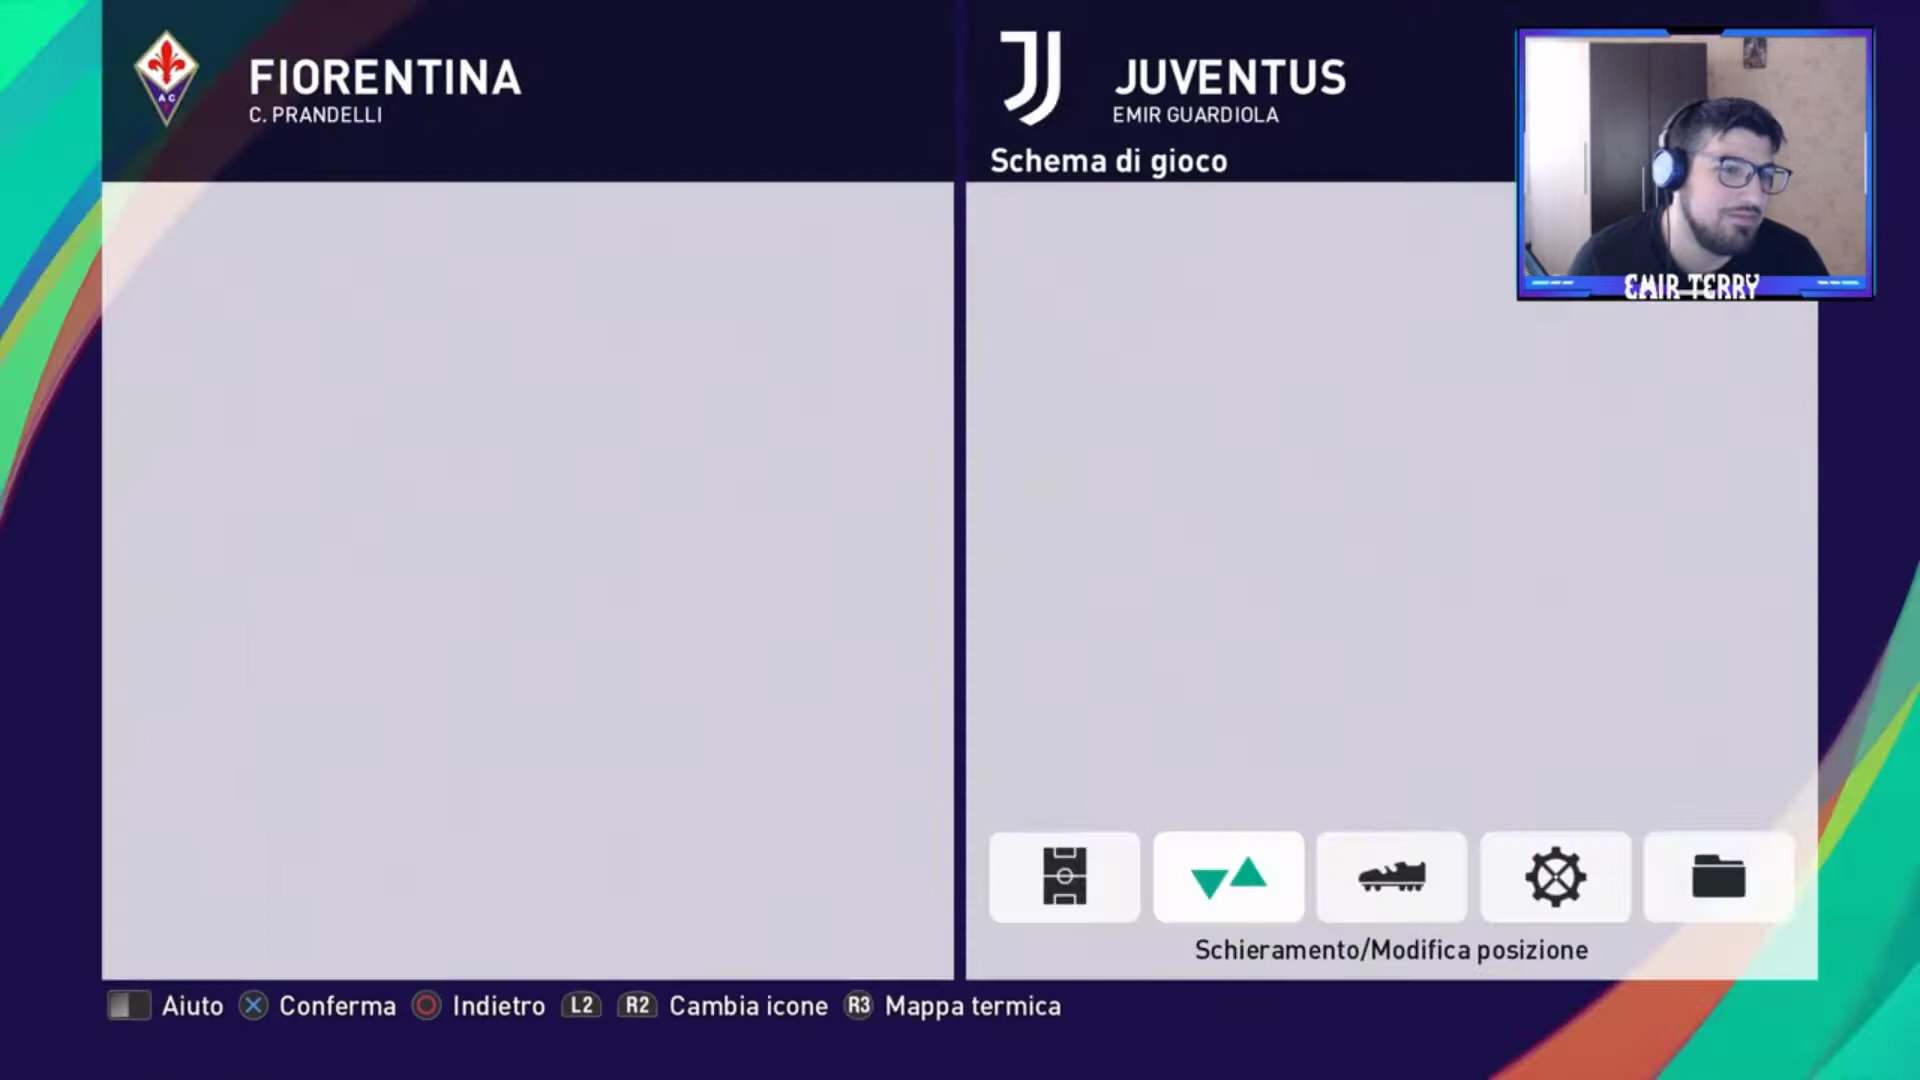 FIORENTINA
C. PRANDELLI
AC
JUVENTUS
EMIR GUARDIOLA
Schema di gioco
EMIR TERRY
Schieramento/Modifica posizione
Aiuto Conferma Indietro L2 R2 Cambia icone R3 Mappa termica